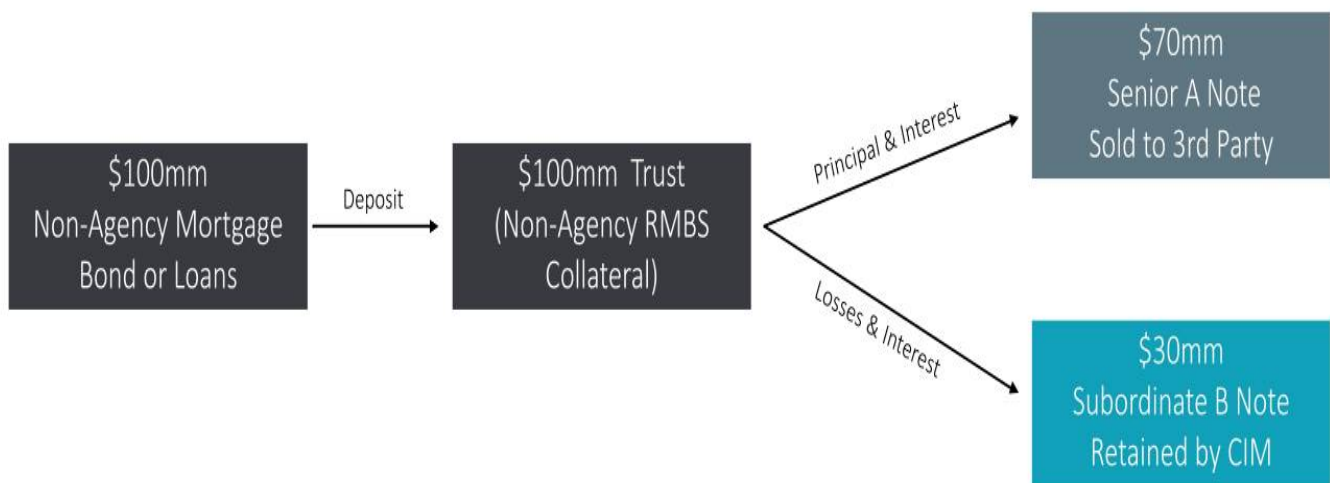 $100mm
Non-Agency Mortgage
Bond or Loans
Deposit
$100mm Trust
(Non-Agency RMBS
Collateral)
Principal & Interest
Losses & Interest
$70mm
Senior A Note
Sold to 3rd Party
$30mm
Subordinate B Note
Retained by CIM